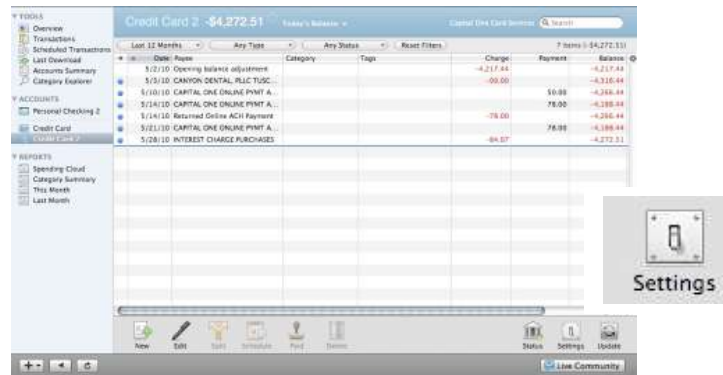 TOOLS
Overview
Transactions
Scheduled Transactions
Last Download
Accounts Summary
Category Explorer
ACCOUNTS
Personal Checking 2
Credit Card
Credit Card 2
REPORTS
Spending Cloud
Category Summary
This Month
Last Month
Credit Card 2 -$4,272.51 Today's Balance Capital One Card Services Search
Last 12 Months Any Type Any Status Reset Filters 7 items (-$4,272.51)
Date Payee Category Tags Charge Payment Balance
5/2/10 Opening balance adjustment -4,217.44 -4,217.44
5/5/10 CANYON DENTAL, PLLC TUSC... -99.00 -4,316.44
5/10/10 CAPITAL ONE ONLINE PYMT A... 50.00 -4,266.44
5/14/10 CAPITAL ONE ONLINE PYMT A... 78.00 -4,188.44
5/14/10 Returned Online ACH Payment -78.00 -4,266.44
5/21/10 CAPITAL ONE ONLINE PYMT A... 78.00 -4,188.44
5/28/10 INTEREST CHARGE:PURCHASES -84.07 -4,272.51
Settings
New Edit Split Schedule Paid Delete Status Settings Update
Live Community